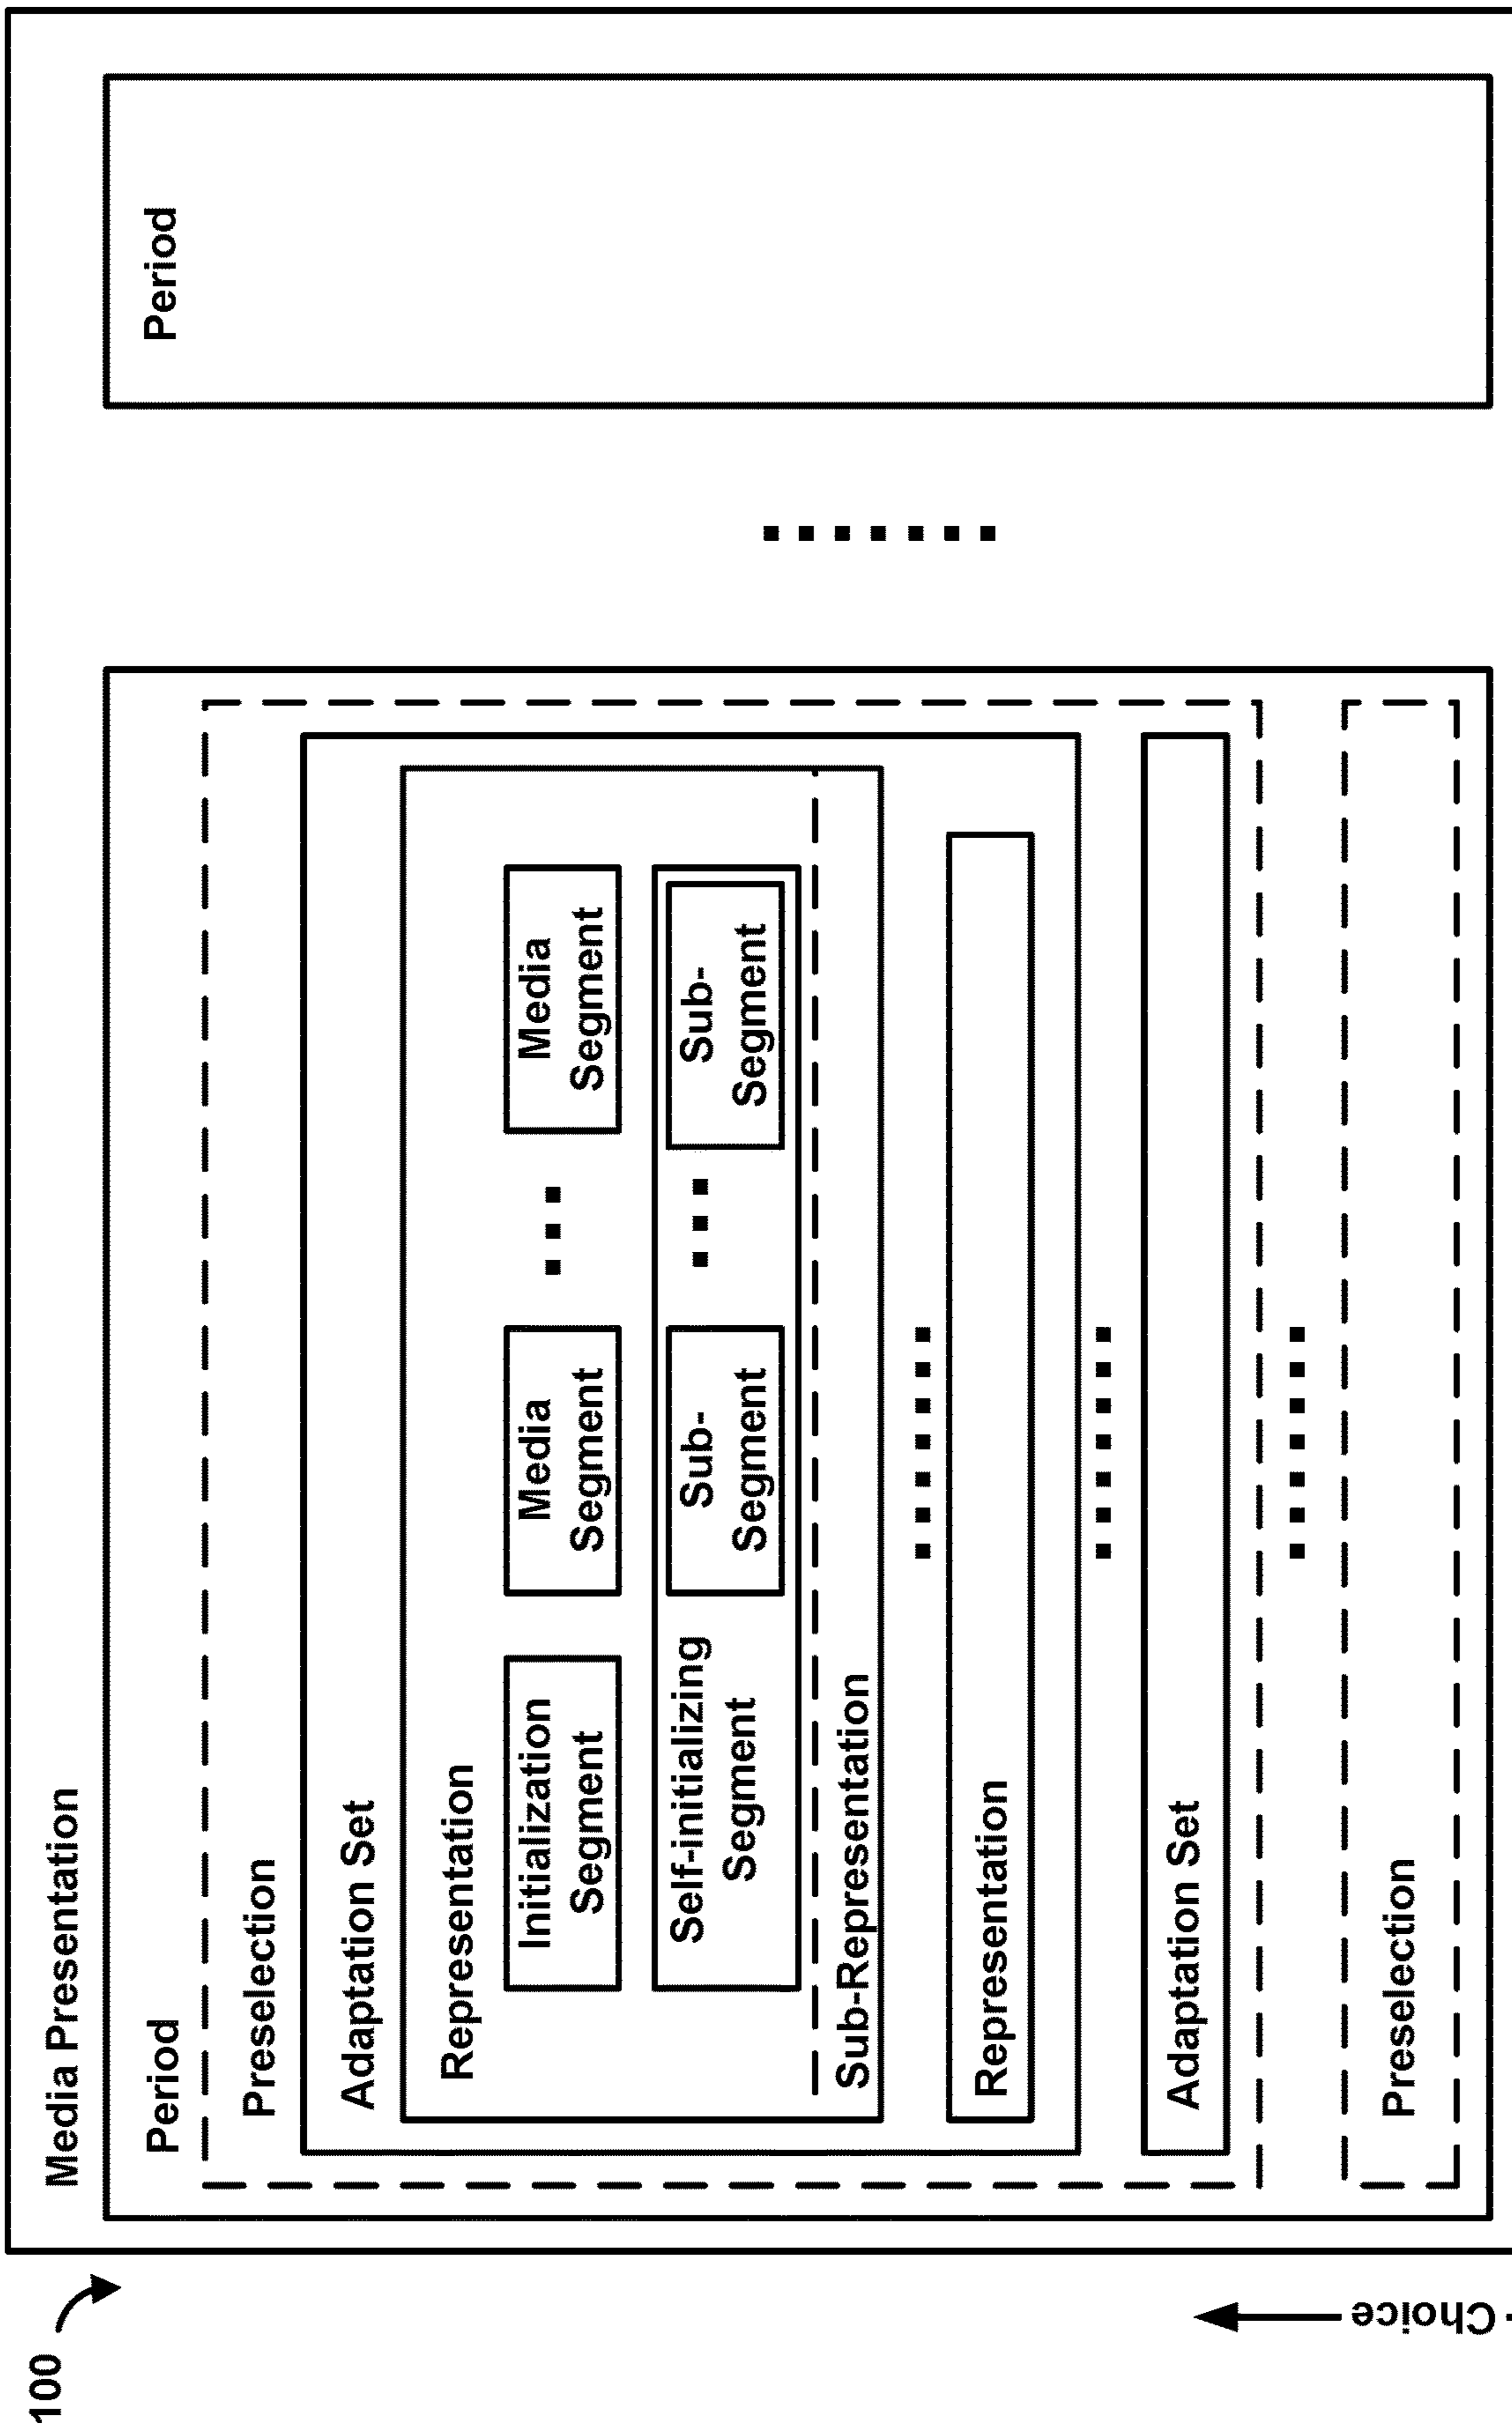 100
Media Presentation
Period
Preselection
Adaptation Set
Representation
Initialization
Segment
Media
Segment
Media
Segment
Self-initializing
Segment
Sub-
Segment
Sub-
Segment
Sub-Representation
Representation
Adaptation Set
Preselection
Period
Choice